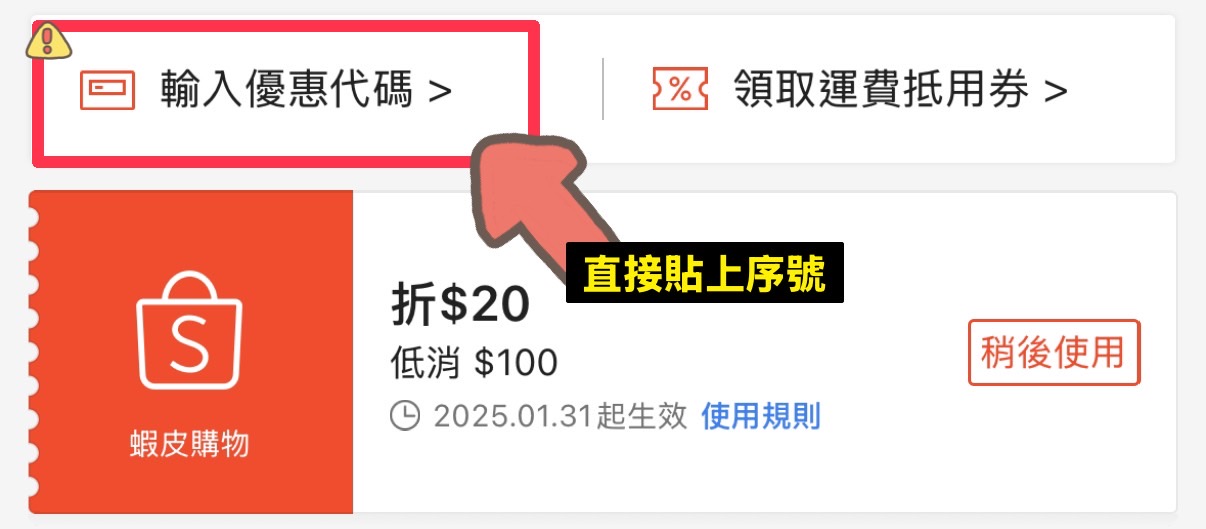 輸入優惠代碼 >
領取運費抵用券 >
直接貼上序號
折$20
低消 $100
稍後使用
2025.01.31起生效 使用規則
蝦皮購物